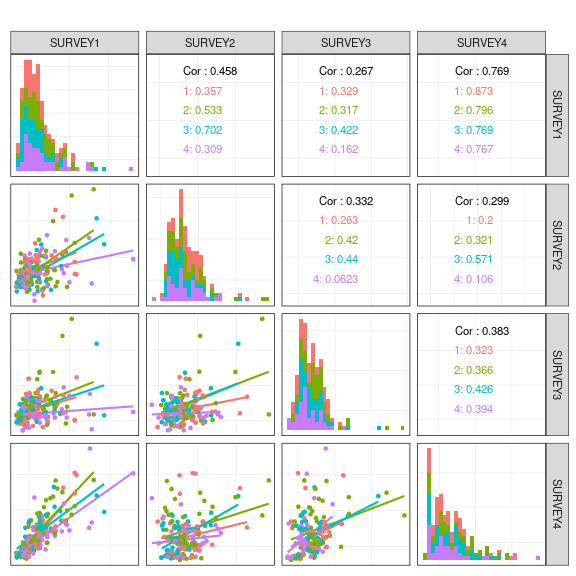 SURVEY1 SURVEY2 SURVEY3 SURVEY4
Cor : 0.458 Cor : 0.267 Cor : 0.769
1: 0.357 1: 0.329 1: 0.873
2: 0.533 2: 0.317 2: 0.796
3: 0.702 3: 0.422 3: 0.769
4: 0.309 4: 0.162 4: 0.767
SURVEY1
Cor : 0.332 Cor : 0.299
1: 0.263 1: 0.2
2: 0.42 2: 0.321
3: 0.44 3: 0.571
4: 0.0623 4: 0.106
SURVEY2
Cor : 0.383
1: 0.323
2: 0.366
3: 0.426
4: 0.394
SURVEY3
SURVEY4